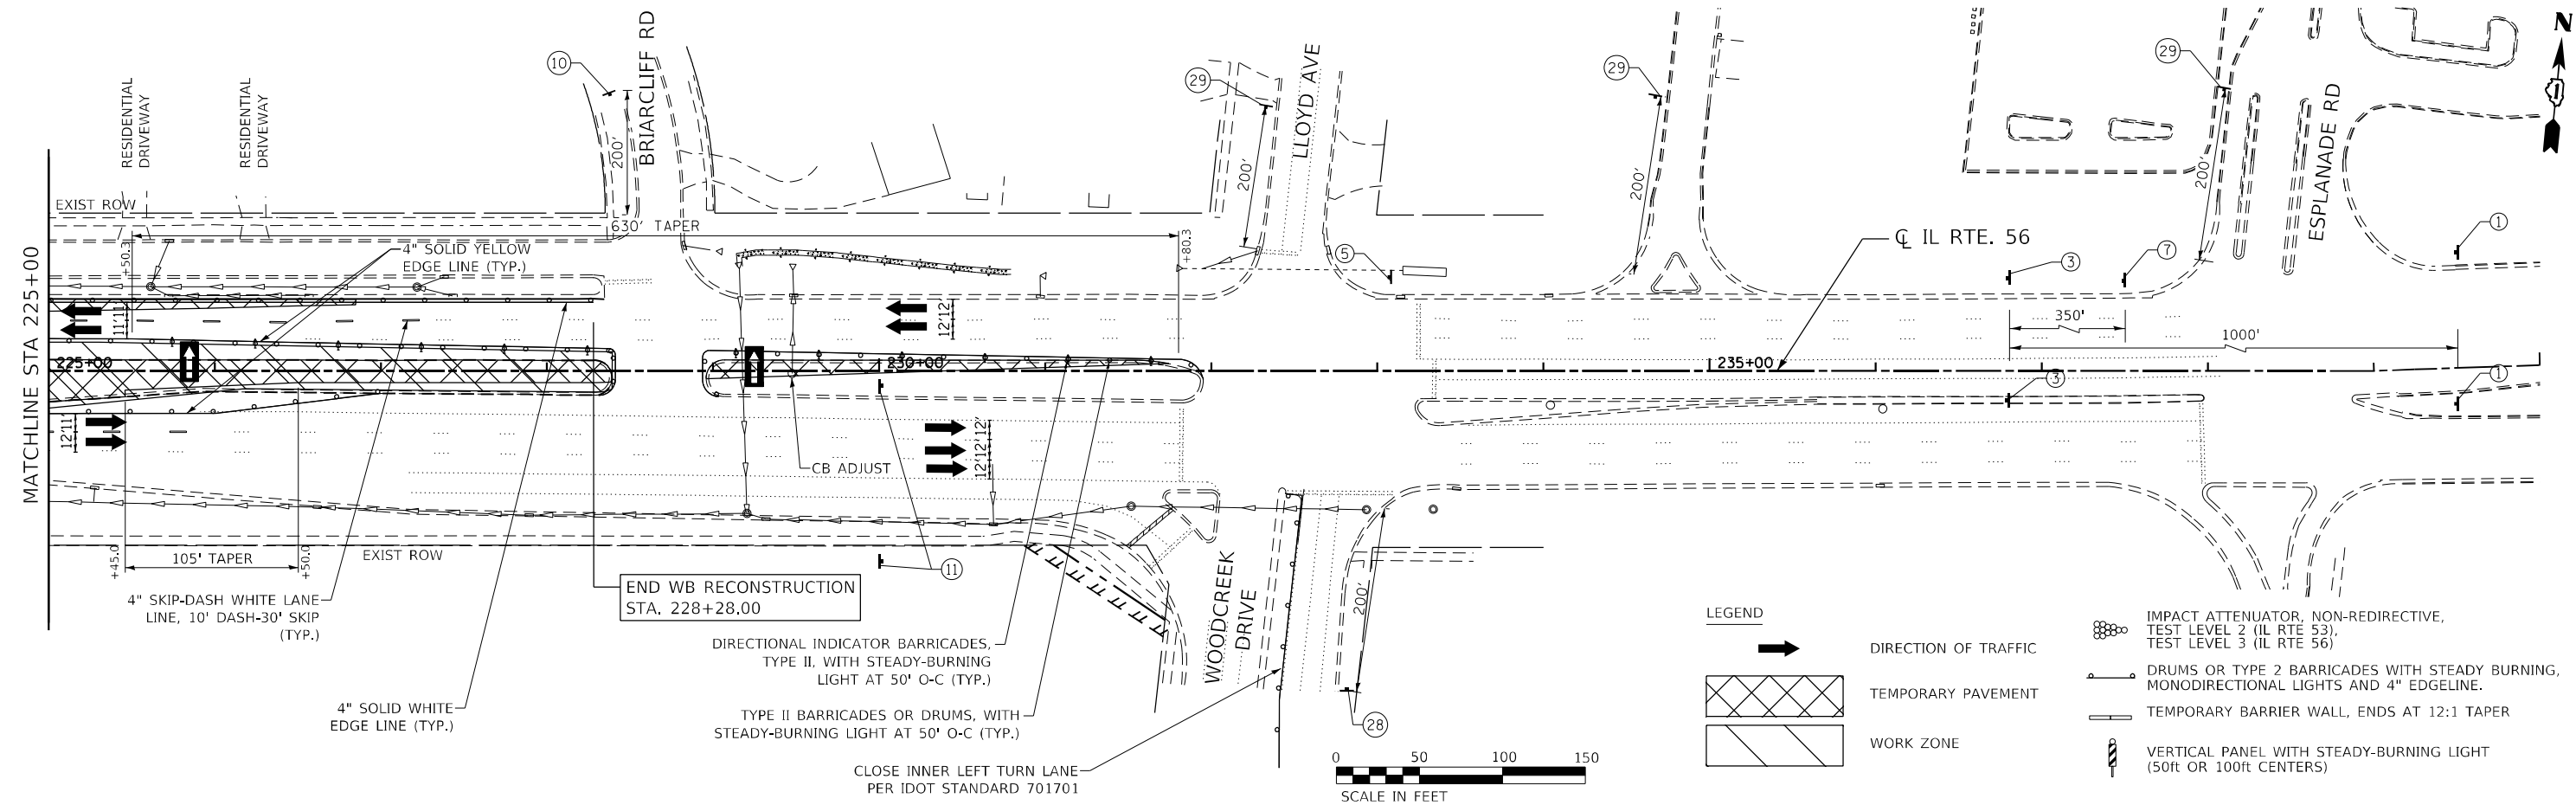 MATCHLINE STA 225+00
RESIDENTIAL
DRIVEWAY
RESIDENTIAL
DRIVEWAY
EXIST ROW
+50.3
630' TAPER
+80.3
4" SOLID YELLOW
EDGE LINE (TYP.)
10
200'
BRIARCLIFF RD
29
200'
LLOYD AVE
5
29
200'
℄ IL RTE. 56
3
7
29
200'
ESPLANADE RD
1
N
350'
1000'
11'11'
12'12'
225+00
230+00
235+00
3
1
12'11'
12'12'12'
CB ADJUST
+45.0
105' TAPER
+50.0
EXIST ROW
11
4" SKIP-DASH WHITE LANE
LINE, 10' DASH-30' SKIP
(TYP.)
END WB RECONSTRUCTION
STA. 228+28.00
4" SOLID WHITE
EDGE LINE (TYP.)
DIRECTIONAL INDICATOR BARRICADES,
TYPE II, WITH STEADY-BURNING
LIGHT AT 50' O-C (TYP.)
TYPE II BARRICADES OR DRUMS, WITH
STEADY-BURNING LIGHT AT 50' O-C (TYP.)
CLOSE INNER LEFT TURN LANE
PER IDOT STANDARD 701701
WOODCREEK
DRIVE
200'
28
0 50 100 150
SCALE IN FEET
LEGEND
DIRECTION OF TRAFFIC
TEMPORARY PAVEMENT
WORK ZONE
IMPACT ATTENUATOR, NON-REDIRECTIVE,
TEST LEVEL 2 (IL RTE 53),
TEST LEVEL 3 (IL RTE 56)
DRUMS OR TYPE 2 BARRICADES WITH STEADY BURNING,
MONODIRECTIONAL LIGHTS AND 4" EDGELINE.
TEMPORARY BARRIER WALL, ENDS AT 12:1 TAPER
VERTICAL PANEL WITH STEADY-BURNING LIGHT
(50ft OR 100ft CENTERS)